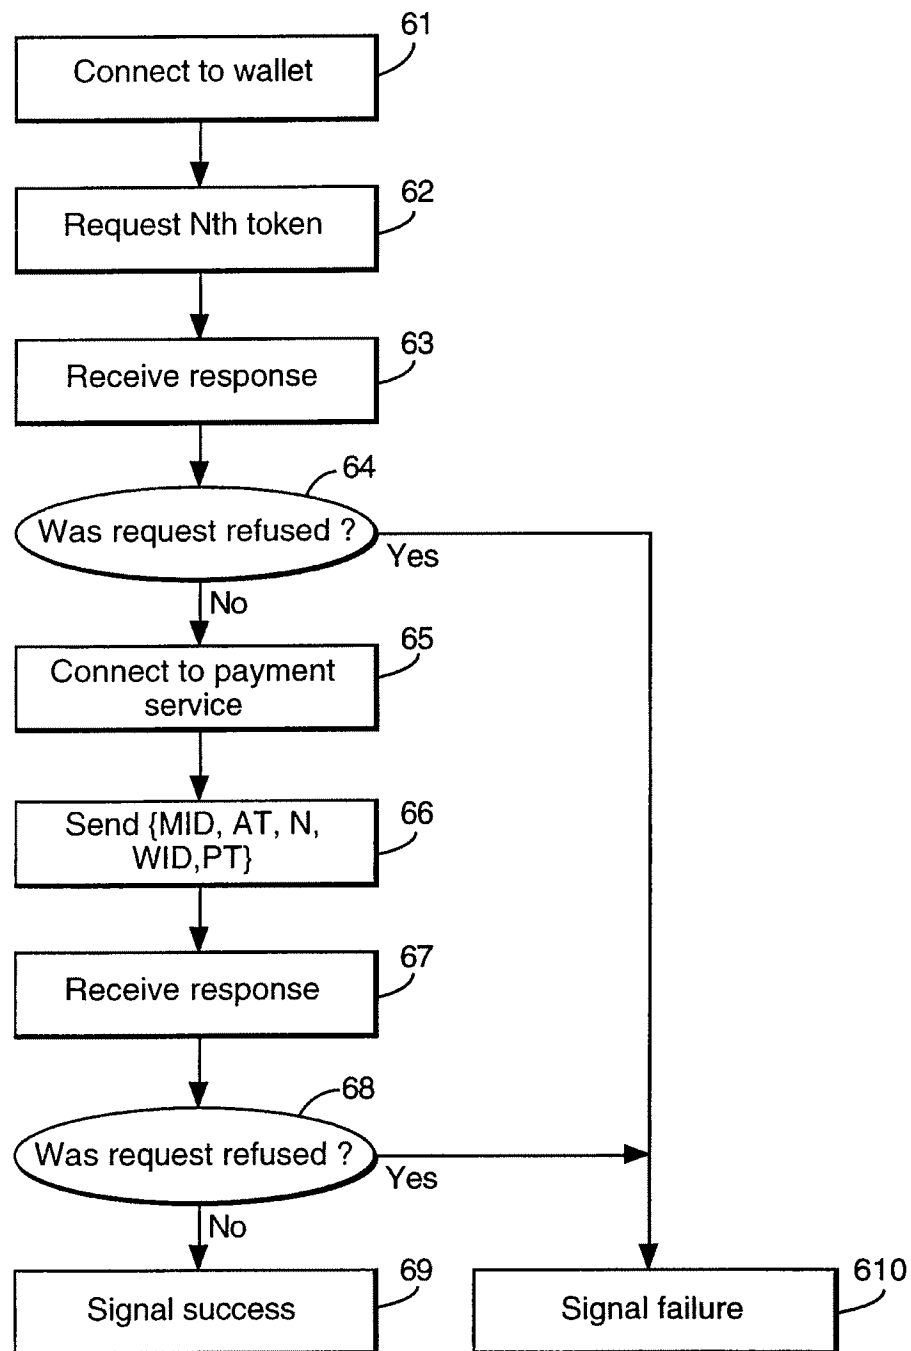 61
Connect to wallet
62
Request Nth token
63
Receive response
64
Was request refused ?
Yes
No
65
Connect to payment
service
66
Send {MID, AT, N,
WID,PT}
67
Receive response
68
Was request refused ?
Yes
No
69
Signal success
610
Signal failure